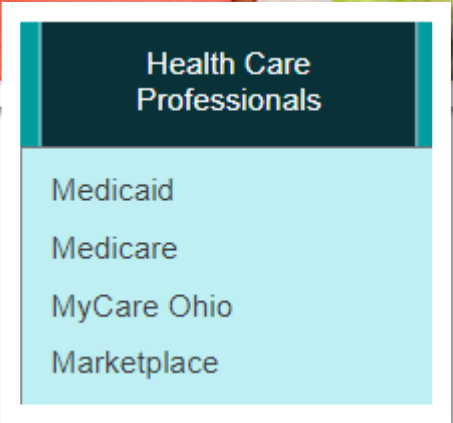 Health Care
Professionals
Medicaid
Medicare
MyCare Ohio
Marketplace